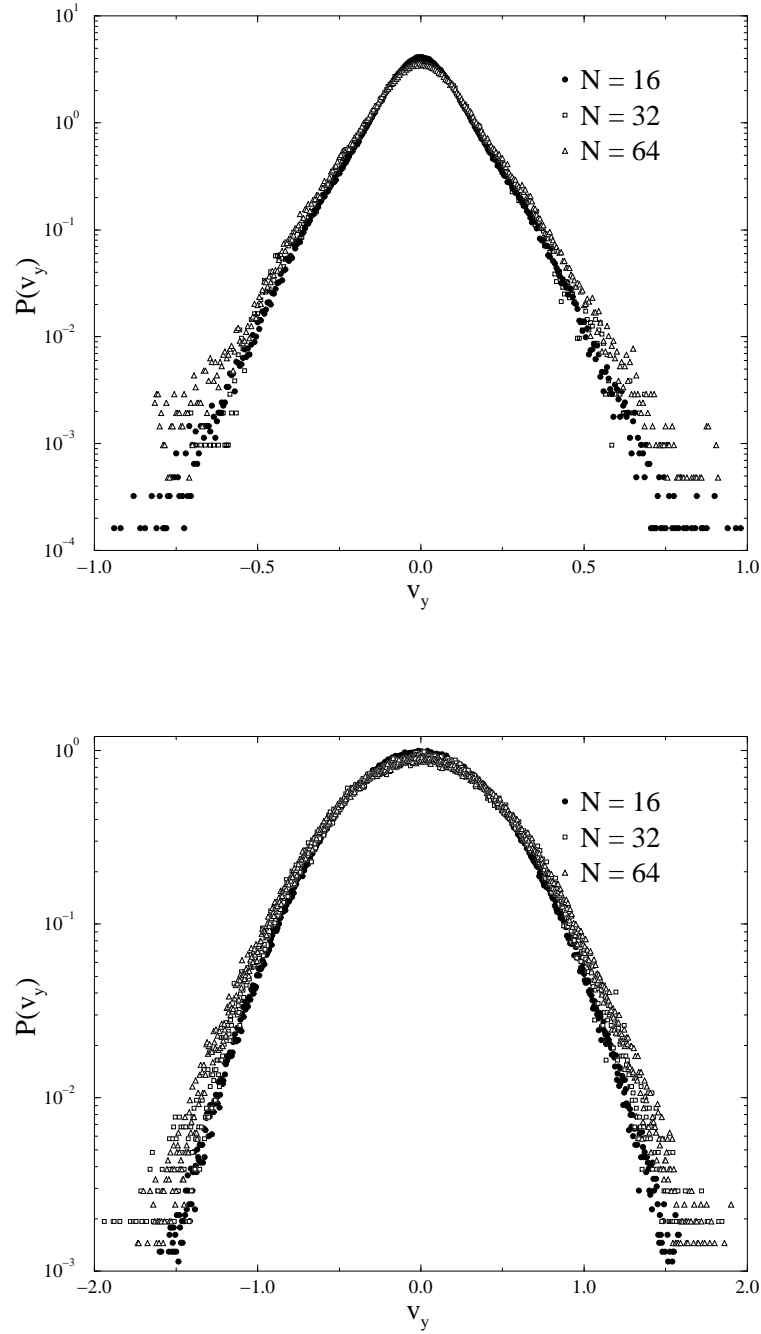 10^1
10^0
10^-1
10^-2
10^-3
10^-4
P(v_y)
N = 16
N = 32
N = 64
−1.0 −0.5 0.0 0.5 1.0
v_y
10^0
10^-1
10^-2
10^-3
P(v_y)
N = 16
N = 32
N = 64
−2.0 −1.0 0.0 1.0 2.0
v_y